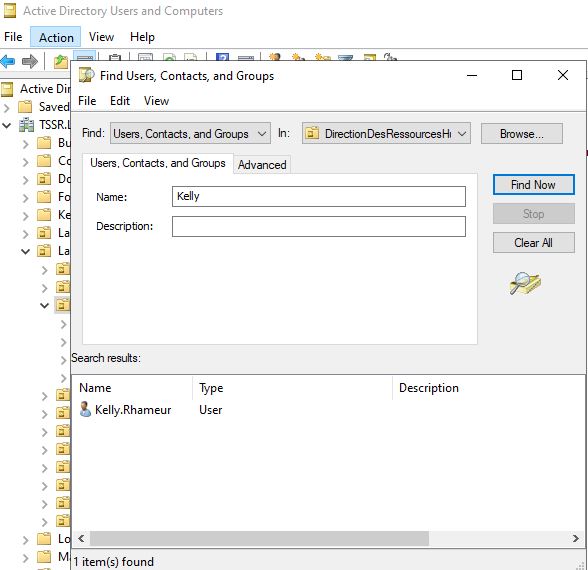 Active Directory Users and Computers
File Action View Help
Find Users, Contacts, and Groups
Active Dire
File Edit View
Saved
TSSR.L
Find: Users, Contacts, and Groups In: DirectionDesRessourcesHu Browse...
Bu
Co
Users, Contacts, and Groups Advanced
Do
Name: Kelly Find Now
Fo
Ke
Stop
Description:
La
Clear All
La
Search results:
Name Type Description
Kelly.Rhameur User
Lo
Ma
1 item(s) found